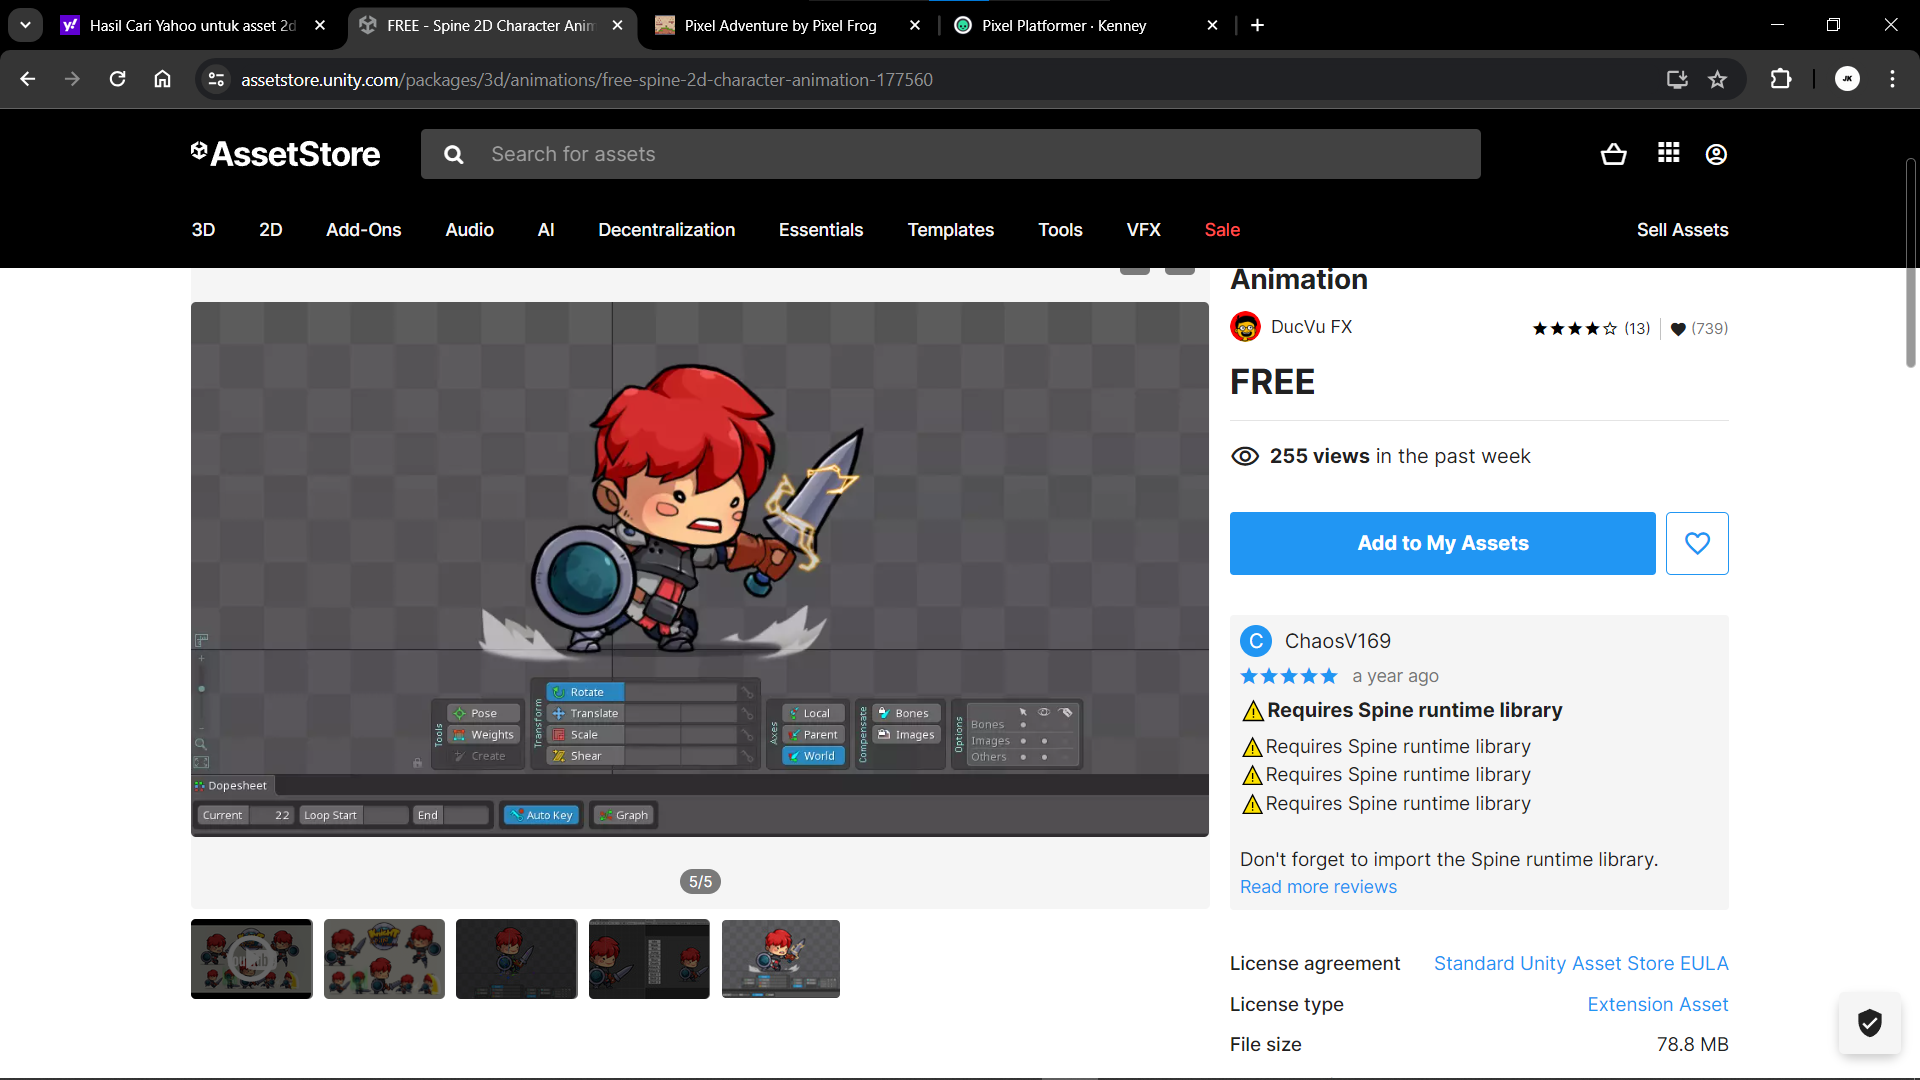 Hasil Cari Yahoo untuk asset 2d
FREE - Spine 2D Character Anim
Pixel Adventure by Pixel Frog
Pixel Platformer · Kenney
assetstore.unity.com/packages/3d/animations/free-spine-2d-character-animation-177560
JK
AssetStore
Search for assets
3D 2D Add-Ons Audio AI Decentralization Essentials Templates Tools VFX Sale Sell Assets
Animation
DucVu FX
(13)
(739)
FREE
255 views in the past week
Add to My Assets
C ChaosV169
a year ago
⚠Requires Spine runtime library
⚠Requires Spine runtime library
⚠Requires Spine runtime library
⚠Requires Spine runtime library
Don't forget to import the Spine runtime library.
Read more reviews
License agreement Standard Unity Asset Store EULA
License type Extension Asset
File size 78.8 MB
Tools
Pose
Weights
Create
Transform
Rotate
Translate
Scale
Shear
Axes
Local
Parent
World
Compensate
Bones
Images
Options
Bones
Images
Others
Dopesheet
Current 22 Loop Start End Auto Key Graph
5/5